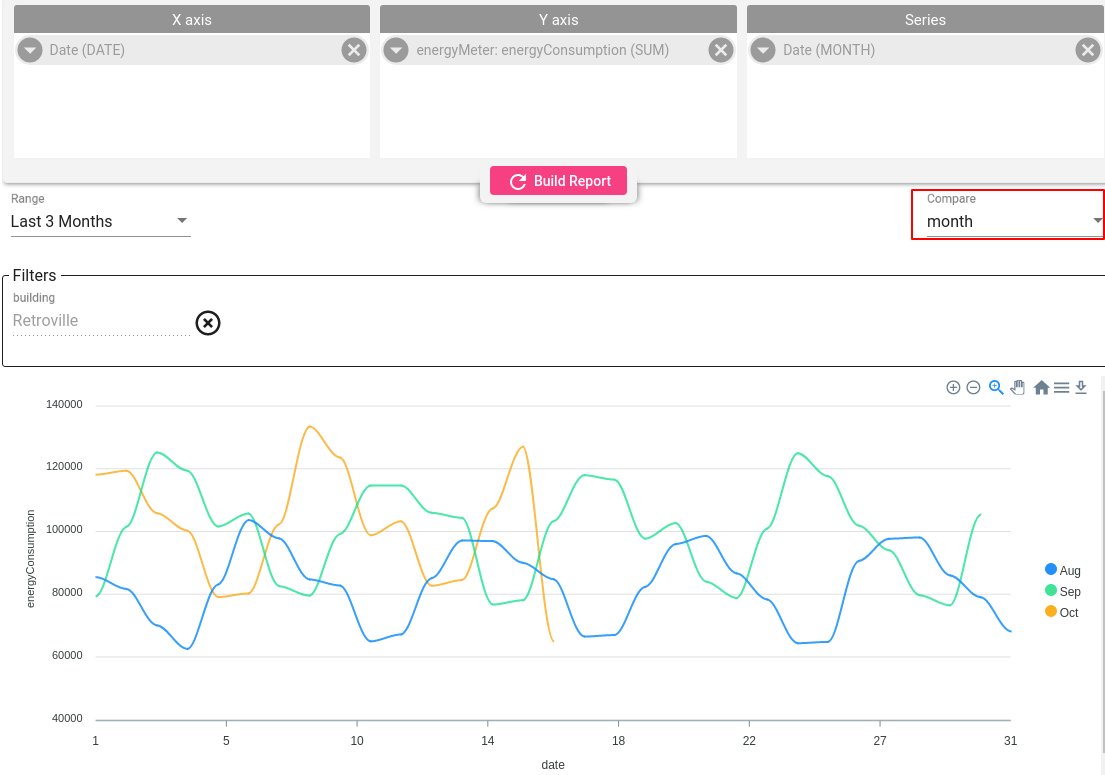 X axis
Y axis
Series
Date (DATE)
energyMeter: energyConsumption (SUM)
Date (MONTH)
Build Report
Range
Last 3 Months
Compare
month
Filters
building
Retroville
140000
120000
100000
80000
60000
40000
energyConsumption
Aug
Sep
Oct
1 5 10 14 18 22 27 31
date